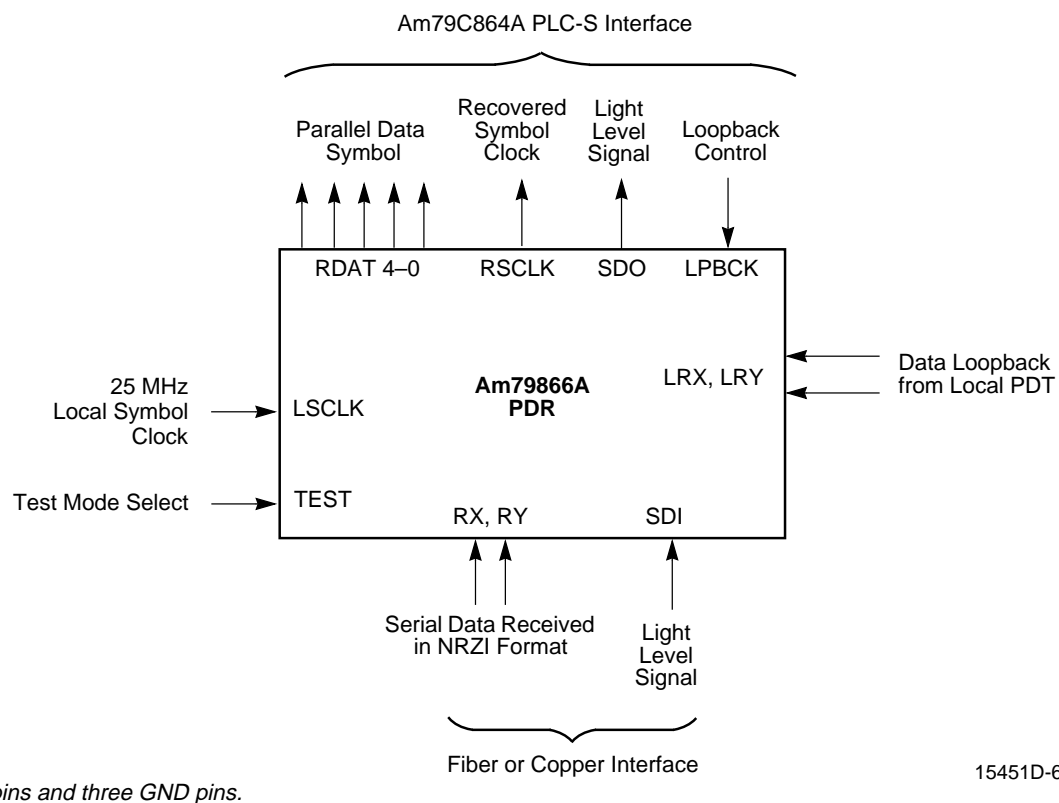 Am79C864A PLC-S Interface
Parallel Data
Symbol
Recovered
Symbol
Clock
Light
Level
Signal
Loopback
Control
RDAT 4–0
RSCLK
SDO
LPBCK
25 MHz
Local Symbol
Clock
LSCLK
Am79866A
PDR
LRX, LRY
Data Loopback
from Local PDT
Test Mode Select
TEST
RX, RY
SDI
Serial Data Received
in NRZI Format
Light
Level
Signal
Fiber or Copper Interface
15451D-6
pins and three GND pins.